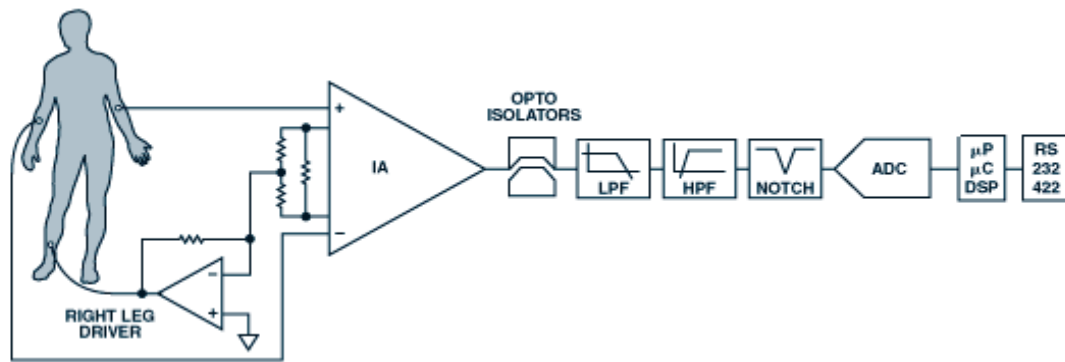 +
IA
−
OPTO
ISOLATORS
LPF
HPF
NOTCH
ADC
μP
μC
DSP
RS
232
422
−
+
RIGHT LEG
DRIVER